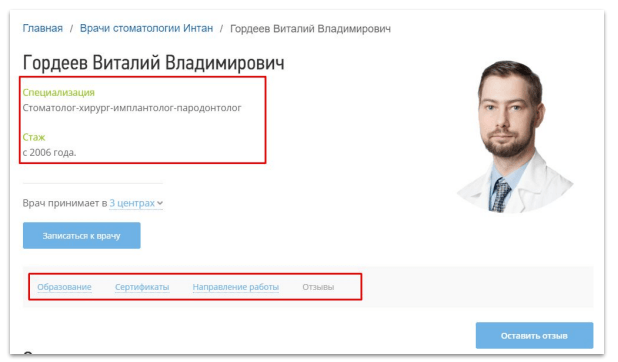 Главная / Врачи стоматологии Интан / Гордеев Виталий Владимирович
Гордеев Виталий Владимирович
Специализация
Стоматолог-хирург-имплантолог-пародонтолог
Стаж
с 2006 года.
Врач принимает в 3 центрах
Записаться к врачу
Образование Сертификаты Направление работы Отзывы
Оставить отзыв